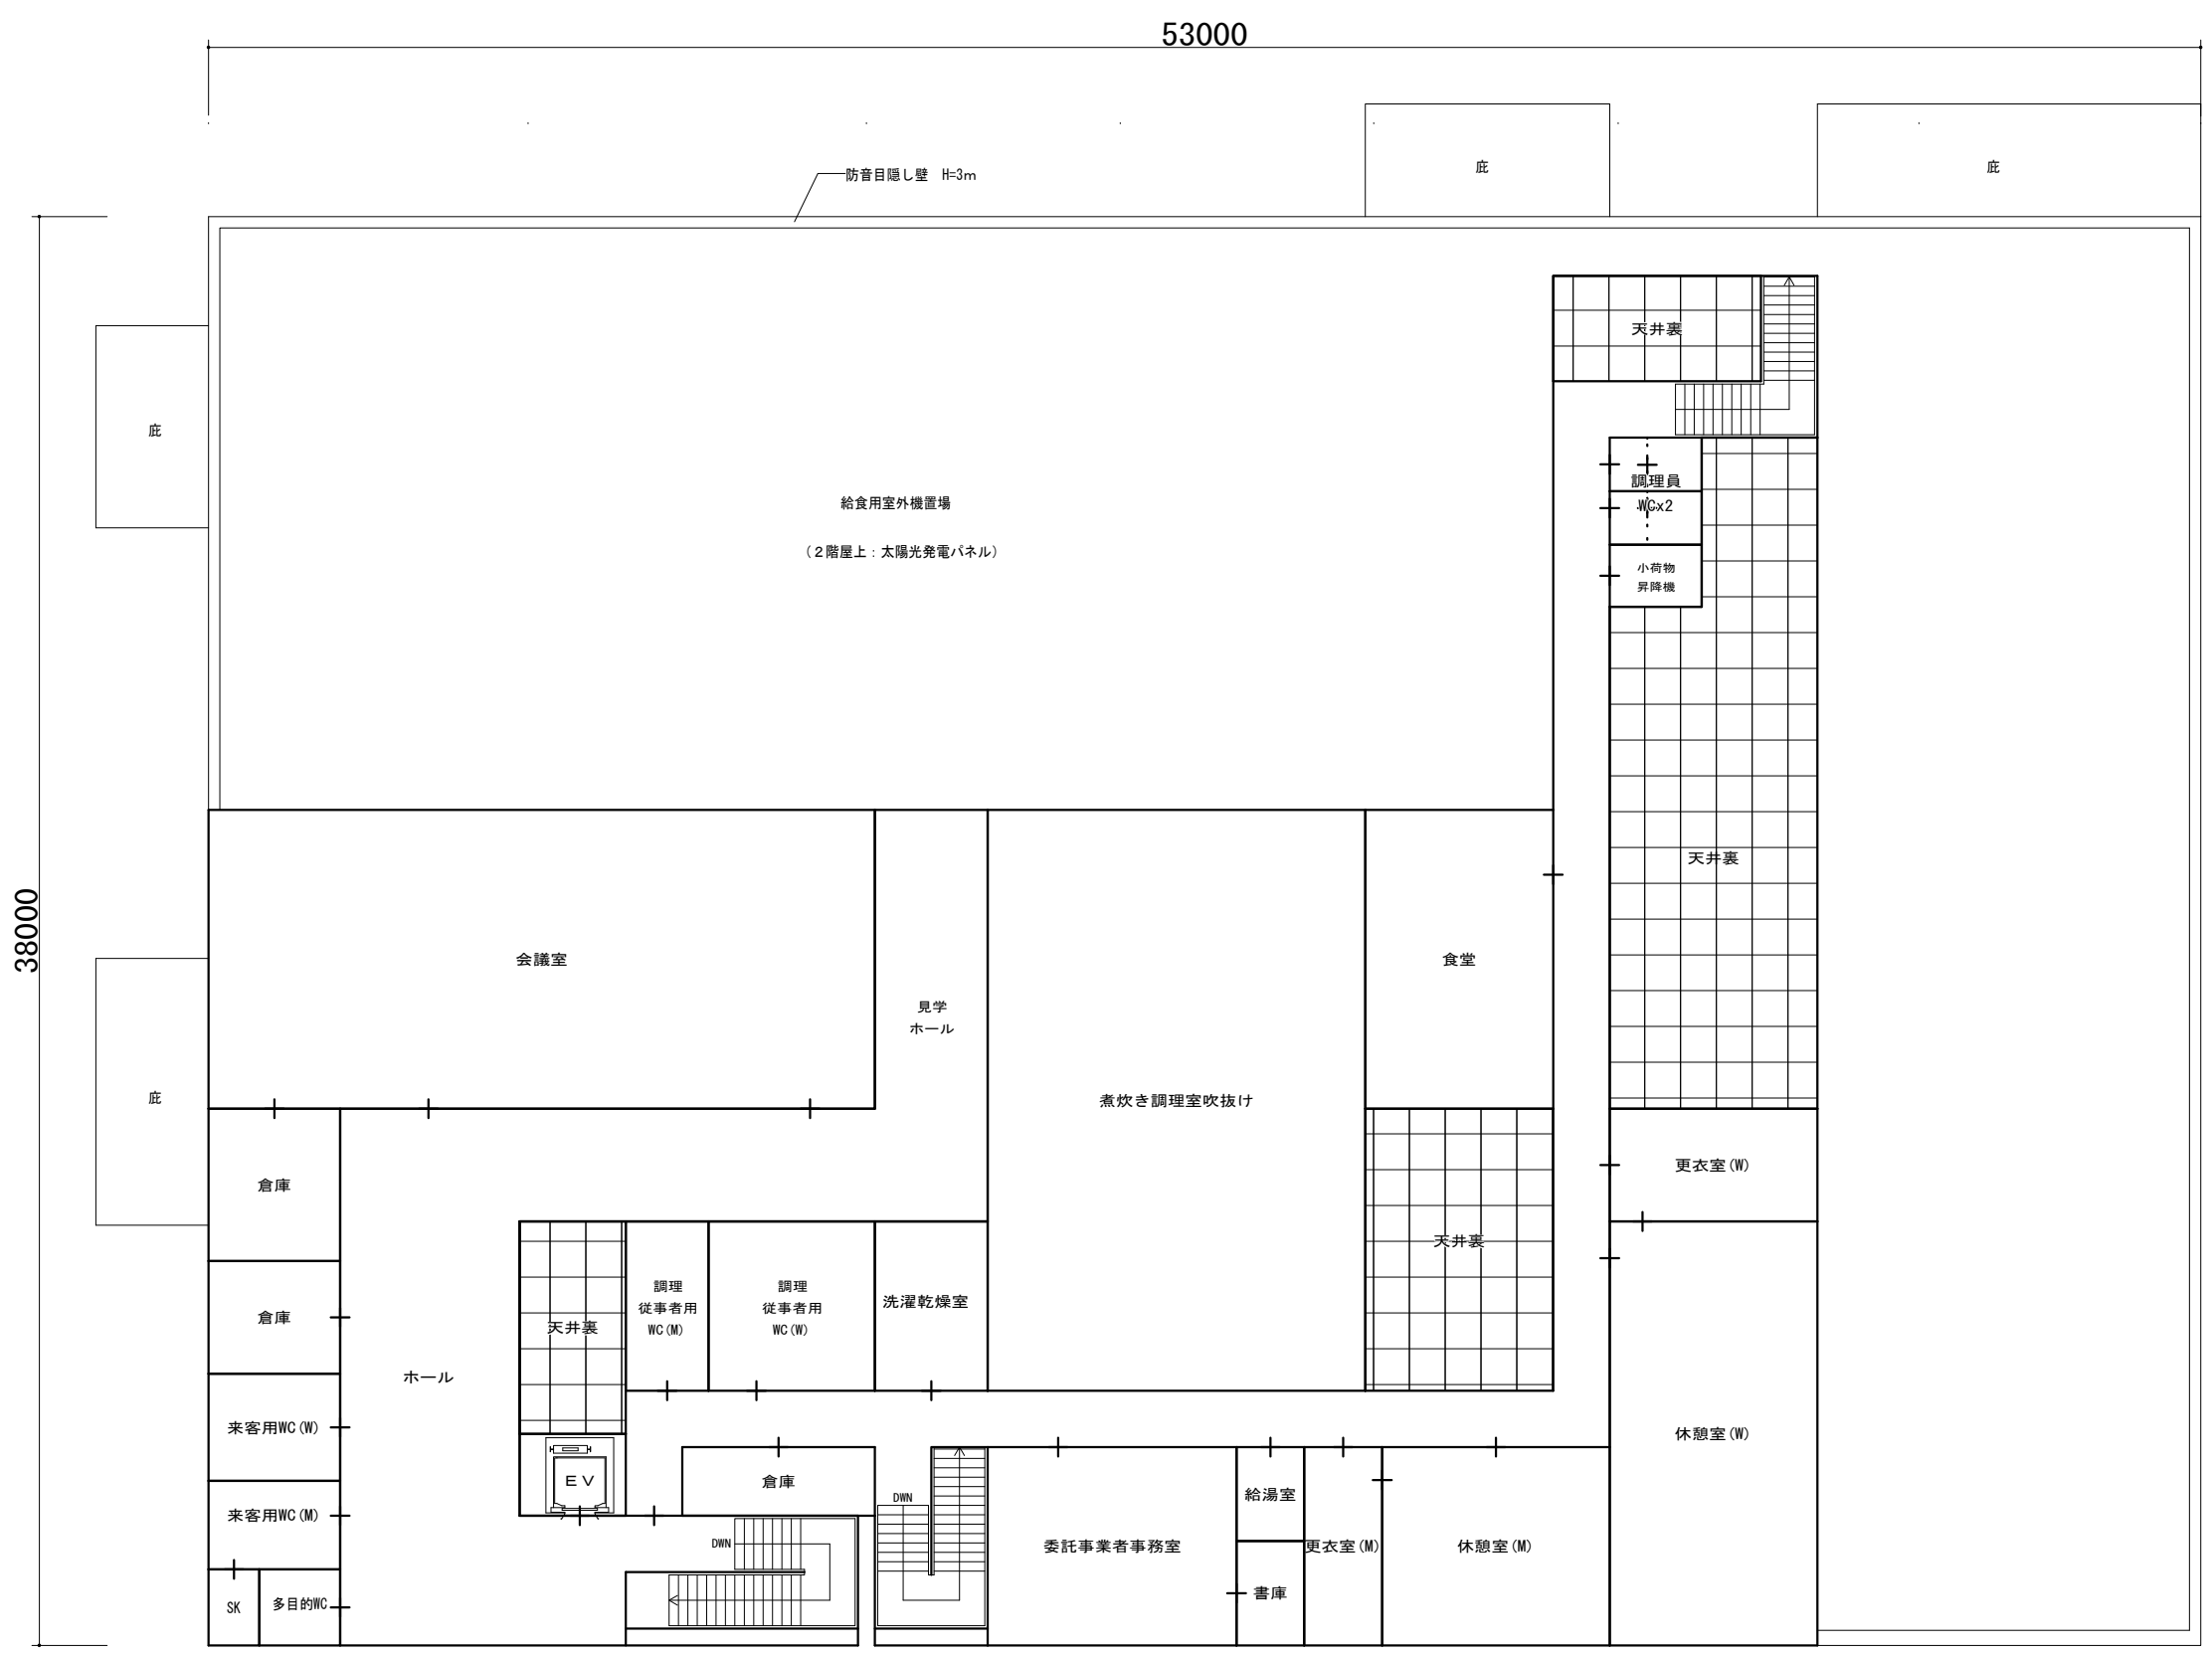 53000
庇
庇
防音目隠し壁　H=3m
天井裏
庇
調理員
WCx2
給食用室外機置場
(２階屋上：太陽光発電パネル)
小荷物
昇降機
天井裏
38000
会議室
食堂
見学
ホール
庇
煮炊き調理室吹抜け
更衣室(W)
倉庫
天井裏
調理
従事者用
WC(M)
調理
従事者用
WC(W)
洗濯乾燥室
倉庫
天井裏
ホール
来客用WC(W)
休憩室(W)
ＥＶ
倉庫
DWN
給湯室
来客用WC(M)
DWN
委託事業者事務室
更衣室(M)
休憩室(M)
書庫
SK
多目的WC